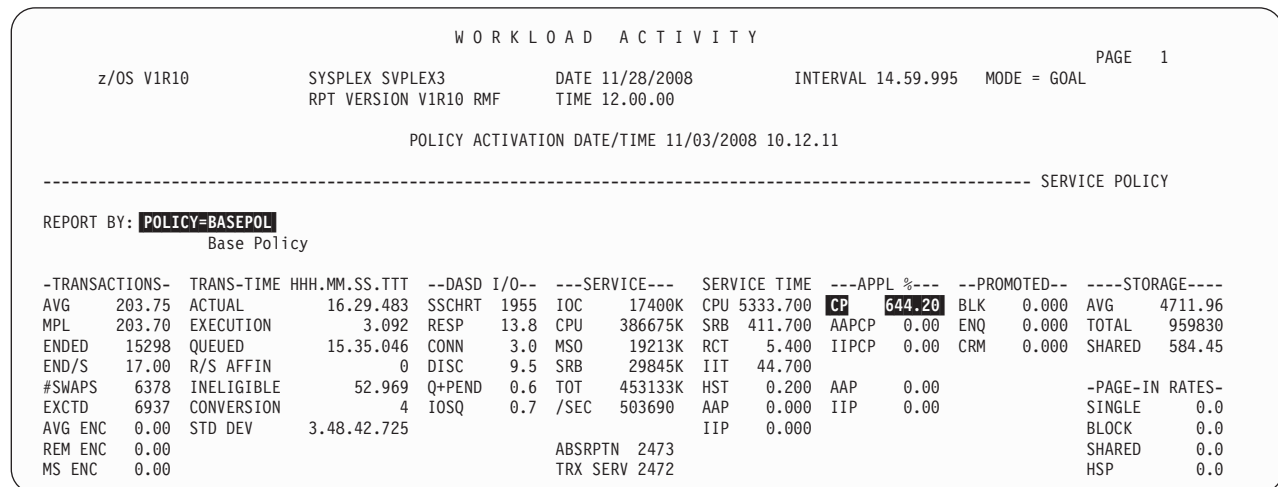 W O R K L O A D   A C T I V I T Y
PAGE 1
z/OS V1R10 SYSPLEX SVPLEX3 DATE 11/28/2008 INTERVAL 14.59.995 MODE = GOAL
RPT VERSION V1R10 RMF TIME 12.00.00
POLICY ACTIVATION DATE/TIME 11/03/2008 10.12.11
------------------------------------------------------------------------------------------------------------ SERVICE POLICY
REPORT BY: POLICY=BASEPOL
Base Policy
-TRANSACTIONS- TRANS-TIME HHH.MM.SS.TTT --DASD I/O-- ---SERVICE--- SERVICE TIME ---APPL %--- --PROMOTED-- ----STORAGE----
AVG 203.75 ACTUAL 16.29.483 SSCHRT 1955 IOC 17400K CPU 5333.700 CP 644.20 BLK 0.000 AVG 4711.96
MPL 203.70 EXECUTION 3.092 RESP 13.8 CPU 386675K SRB 411.700 AAPCP 0.00 ENQ 0.000 TOTAL 959830
ENDED 15298 QUEUED 15.35.046 CONN 3.0 MSO 19213K RCT 5.400 IIPCP 0.00 CRM 0.000 SHARED 584.45
END/S 17.00 R/S AFFIN 0 DISC 9.5 SRB 29845K IIT 44.700
#SWAPS 6378 INELIGIBLE 52.969 Q+PEND 0.6 TOT 453133K HST 0.200 AAP 0.00 -PAGE-IN RATES-
EXCTD 6937 CONVERSION 4 IOSQ 0.7 /SEC 503690 AAP 0.000 IIP 0.00 SINGLE 0.0
AVG ENC 0.00 STD DEV 3.48.42.725 IIP 0.000 BLOCK 0.0
REM ENC 0.00 ABSRPTN 2473 SHARED 0.0
MS ENC 0.00 TRX SERV 2472 HSP 0.0